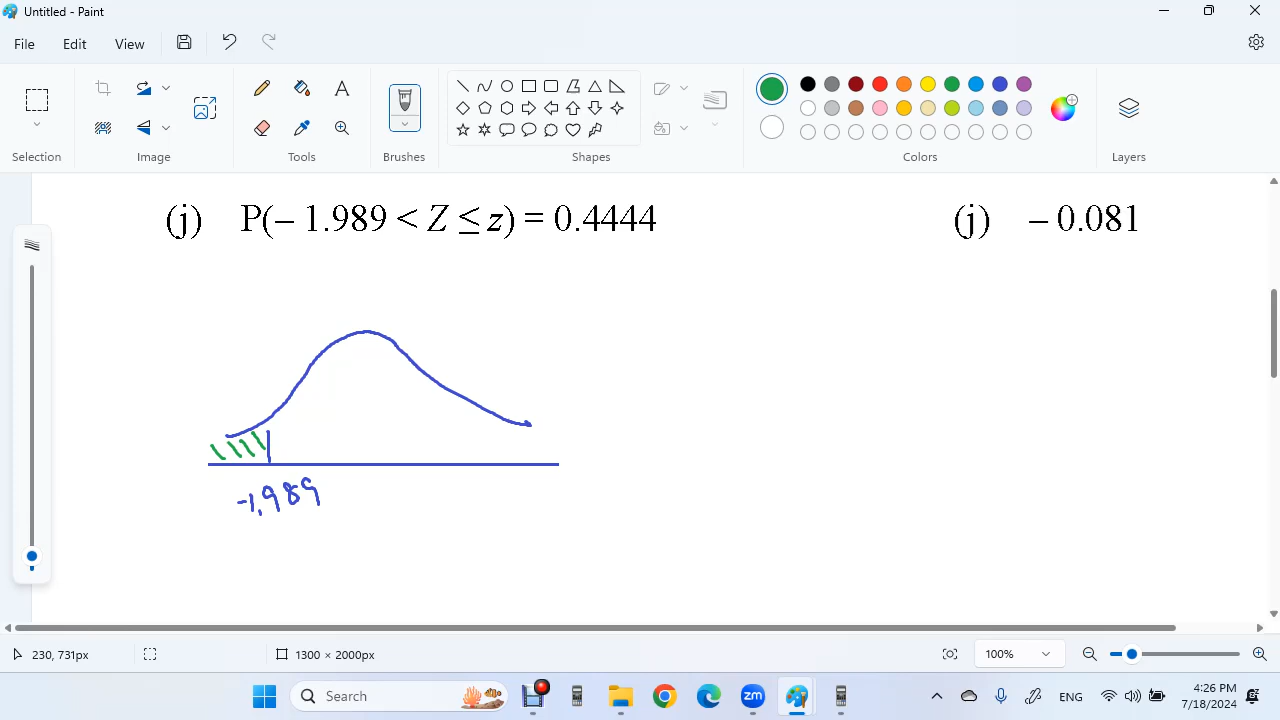 Untitled - Paint
File Edit View
Selection Image Tools Brushes Shapes Colors Layers
(j) P(– 1.989 < Z ≤ z) = 0.4444 (j) – 0.081
-1.989
230, 731px 1300 × 2000px 100%
Search ENG 4:26 PM
7/18/2024